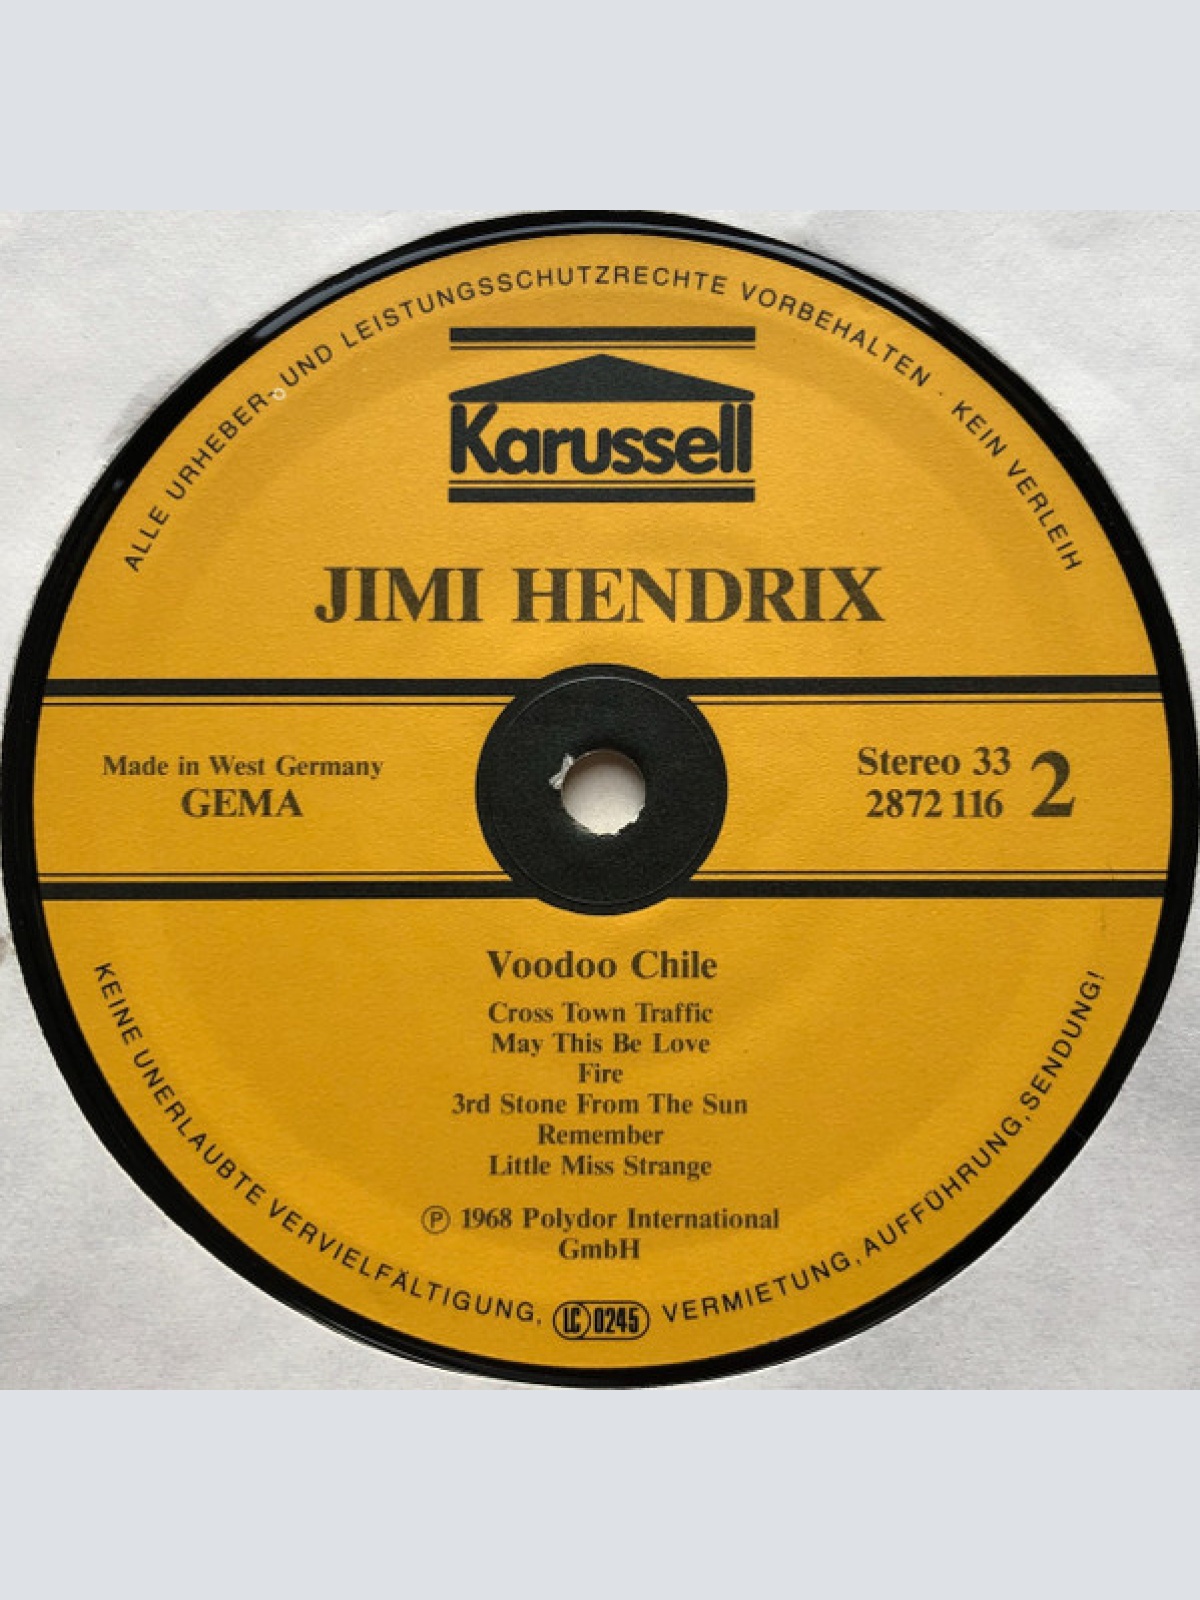 ALLE URHEBER- UND LEISTUNGSSCHUTZRECHTE VORBEHALTEN · KEIN VERLEIH
Karussell
JIMI HENDRIX
Made in West Germany
GEMA
Stereo 33
2872 116
2
Voodoo Chile
Cross Town Traffic
May This Be Love
Fire
3rd Stone From The Sun
Remember
Little Miss Strange
Ⓟ 1968 Polydor International
GmbH
KEINE UNERLAUBTE VERVIELFÄLTIGUNG, LC 0245 VERMIETUNG, AUFFÜHRUNG, SENDUNG!